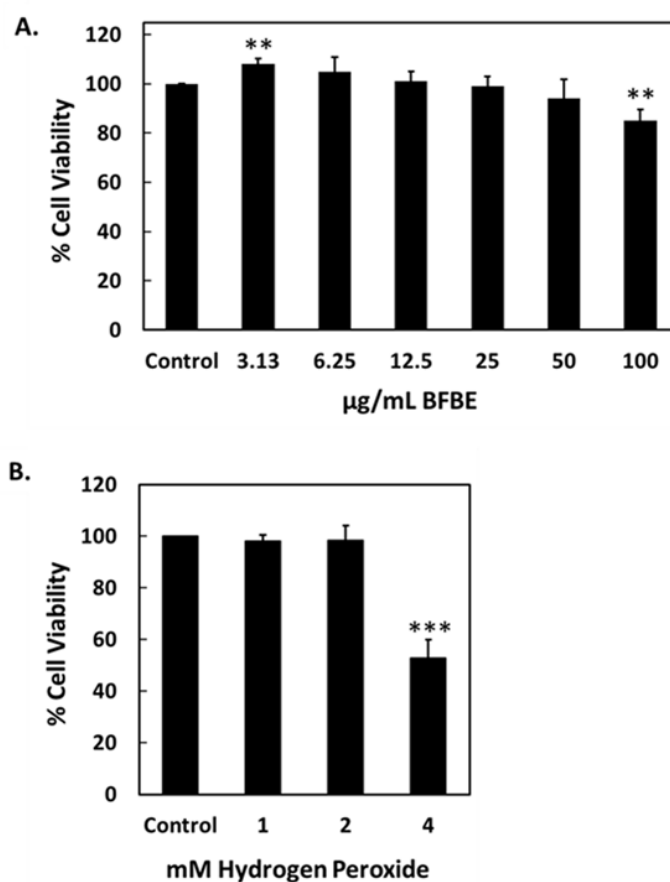 A.
% Cell Viability
120
100
80
60
40
20
0
**
**
Control 3.13 6.25 12.5 25 50 100
µg/mL BFBE
B.
% Cell Viability
120
100
80
60
40
20
0
***
Control 1 2 4
mM Hydrogen Peroxide